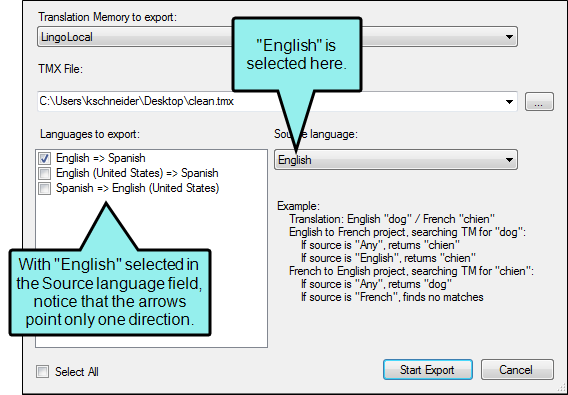 Translation Memory to export:
LingoLocal
"English" is
selected here.
TMX File:
C:\Users\kschneider\Desktop\clean.tmx
...
Languages to export:
English => Spanish
English (United States) => Spanish
Spanish => English (United States)
With "English" selected in
the Source language field,
notice that the arrows
point only one direction.
So    e language:
English
Example:
Translation: English "dog" / French "chien"
English to French project, searching TM for "dog":
If source is "Any", returns "chien"
If source is "English", returns "chien"
French to English project, searching TM for "chien":
If source is "Any", returns "dog"
If source is "French", finds no matches
Select All
Start Export
Cancel